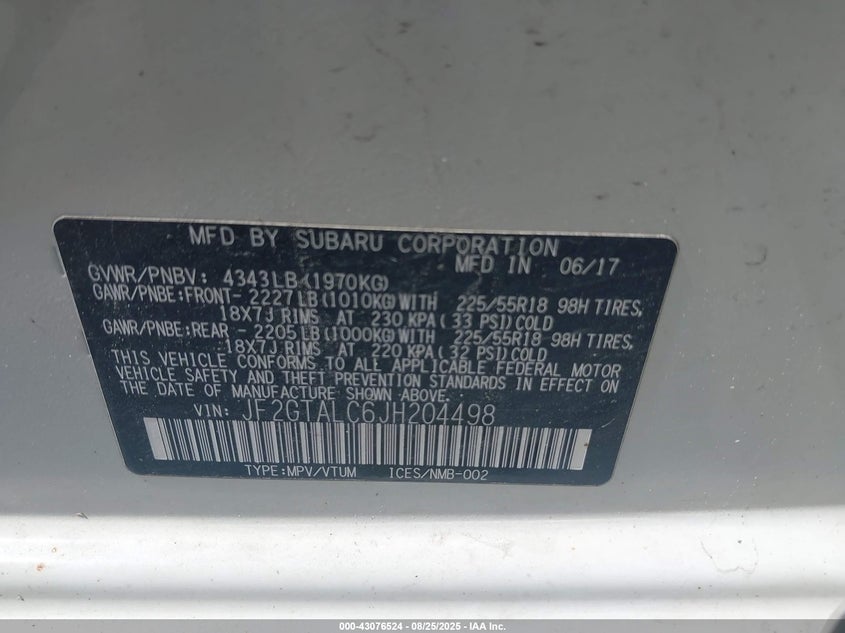 MFD BY SUBARU CORPORATION
MFD IN 06/17
GVWR/PNBV: 4343LB(1970KG)
GAWR/PNBE:FRONT- 2227LB(1010KG)WITH 225/55R18 98H TIRES,
18X7J RIMS AT 230 KPA(33 PSI)COLD
GAWR/PNBE:REAR - 2205LB(1000KG)WITH 225/55R18 98H TIRES,
18X7J RIMS AT 220 KPA(32 PSI)COLD
THIS VEHICLE CONFORMS TO ALL APPLICABLE FEDERAL MOTOR
VEHICLE SAFETY AND THEFT PREVENTION STANDARDS IN EFFECT ON
THE DATE OF MANUFACTURE SHOWN ABOVE.
VIN: JF2GTALC6JH204498
TYPE:MPV/VTUM ICES/NMB-002
000-43076524 - 08/25/2025 - IAA Inc.